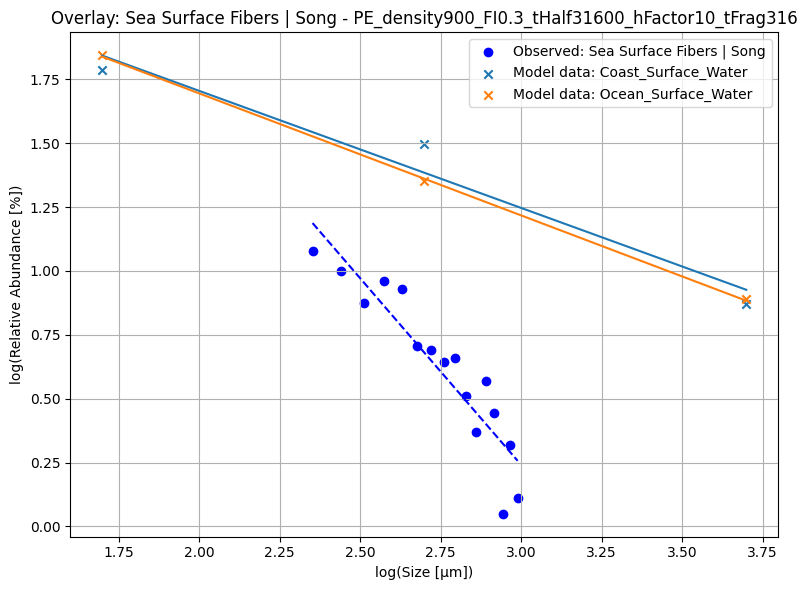 Overlay: Sea Surface Fibers | Song - PE_density900_FI0.3_tHalf31600_hFactor10_tFrag316
Observed: Sea Surface Fibers | Song
Model data: Coast_Surface_Water
Model data: Ocean_Surface_Water
log(Relative Abundance [%])
1.75
1.50
1.25
1.00
0.75
0.50
0.25
0.00
1.75 2.00 2.25 2.50 2.75 3.00 3.25 3.50 3.75
log(Size [µm])